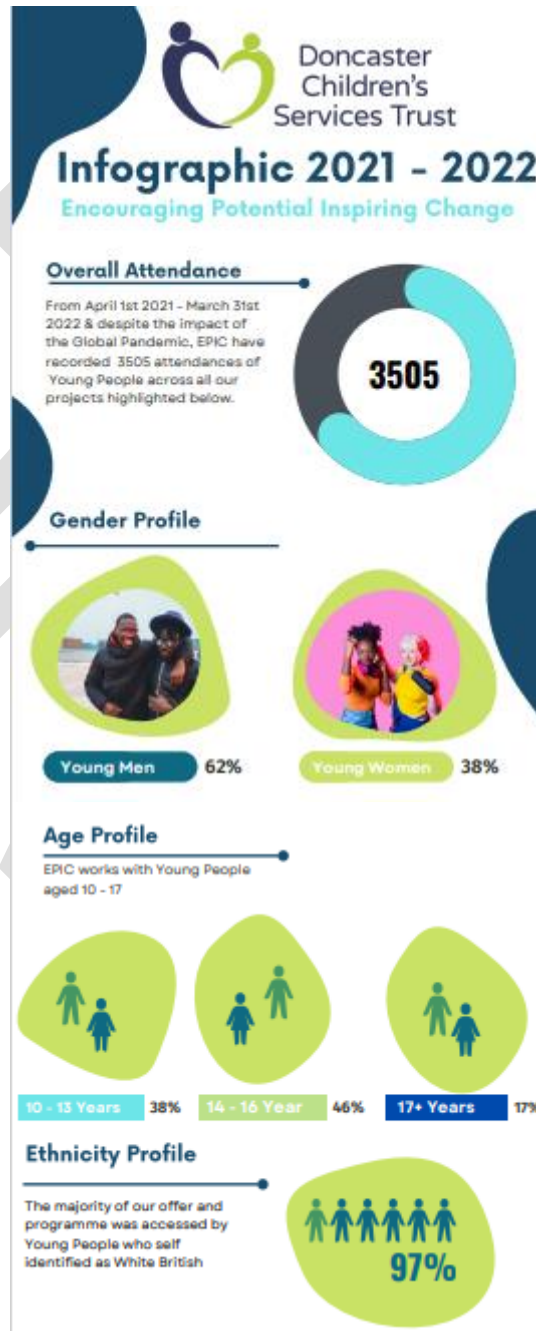 Doncaster
Children's
Services Trust
Infographic 2021 - 2022
Encouraging Potential Inspiring Change
Overall Attendance
From April 1st 2021 - March 31st
2022 & despite the impact of
the Global Pandemic, EPIC have
recorded 3505 attendances of
Young People across all our
projects highlighted below.
3505
Gender Profile
Young Men 62%
Young Women 38%
Age Profile
EPIC works with Young People
aged 10 - 17
10 - 13 Years 38%
14 - 16 Year 46%
17+ Years 17%
Ethnicity Profile
The majority of our offer and
programme was accessed by
Young People who self
identified as White British
97%